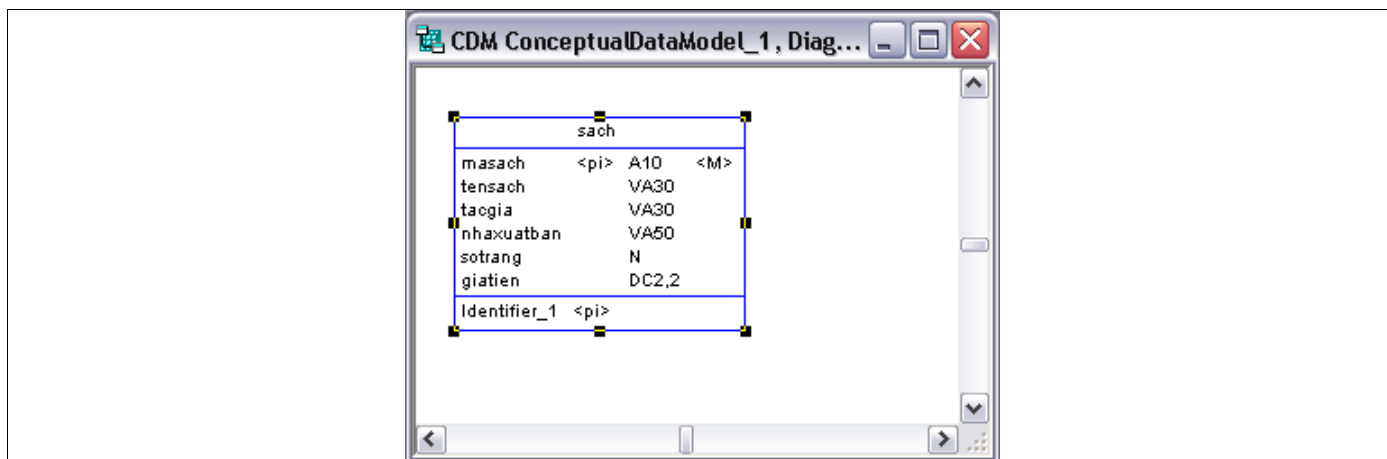 CDM ConceptualDataModel_1, Diag...
sach
masach <pi> A10 <M>
tensach VA30
tacgia VA30
nhaxuatban VA50
sotrang N
giatien DC2,2
Identifier_1 <pi>